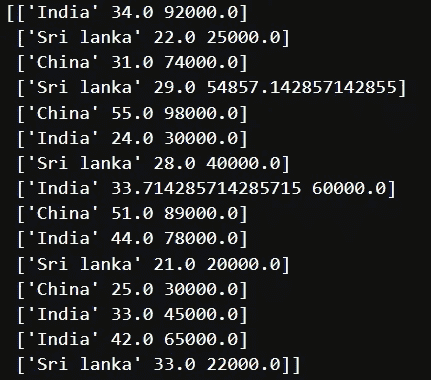 [['India' 34.0 92000.0]
['Sri lanka' 22.0 25000.0]
['China' 31.0 74000.0]
['Sri lanka' 29.0 54857.142857142855]
['China' 55.0 98000.0]
['India' 24.0 30000.0]
['Sri lanka' 28.0 40000.0]
['India' 33.714285714285715 60000.0]
['China' 51.0 89000.0]
['India' 44.0 78000.0]
['Sri lanka' 21.0 20000.0]
['China' 25.0 30000.0]
['India' 33.0 45000.0]
['India' 42.0 65000.0]
['Sri lanka' 33.0 22000.0]]